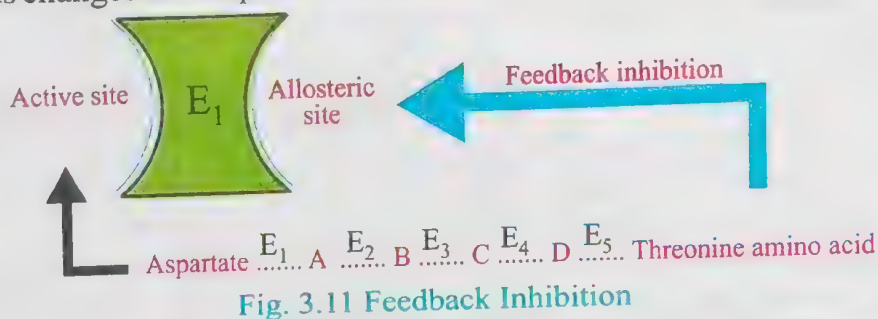 Active site
E1
Allosteric site
Feedback inhibition
Aspartate E1 ....... A E2 ....... B E3 ....... C E4 ....... D E5 ....... Threonine amino acid
Fig. 3.11 Feedback Inhibition